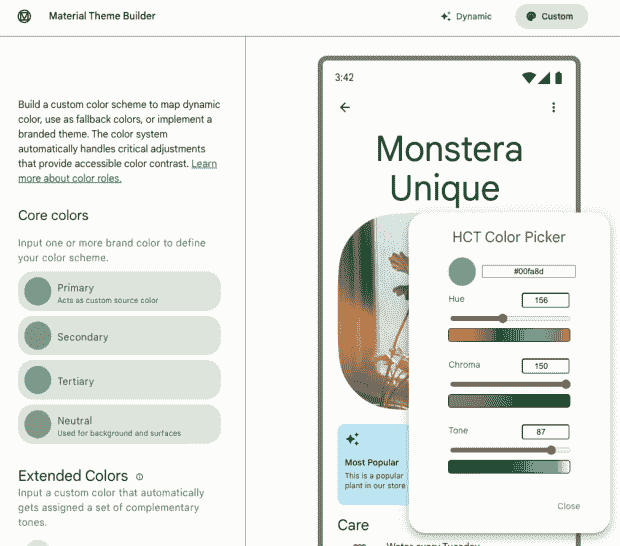 Material Theme Builder
Dynamic
Custom
Build a custom color scheme to map dynamic
color, use as fallback colors, or implement a
branded theme. The color system
automatically handles critical adjustments
that provide accessible color contrast. Learn
more about color roles.
Core colors
Input one or more brand color to define
your color scheme.
Primary
Acts as custom source color
Secondary
Tertiary
Neutral
Used for background and surfaces
Extended Colors
Input a custom color that automatically
gets assigned a set of complementary
tones.
3:42
Monstera
Unique
Most Popular
This is a popular
plant in our store
Care
Water every Tuesday
HCT Color Picker
#00fa8d
Hue
156
Chroma
150
Tone
87
Close